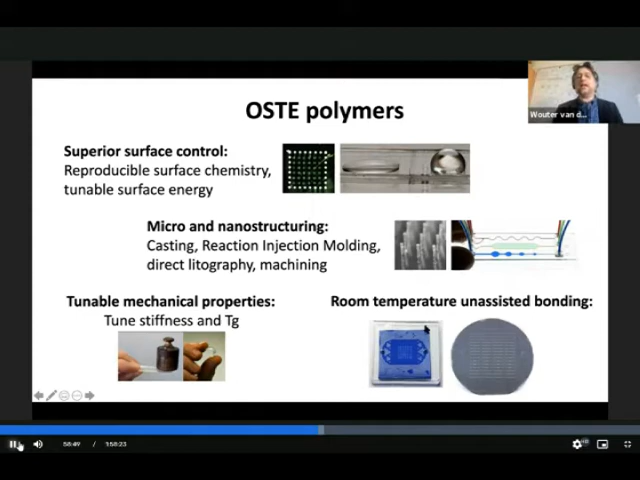 OSTE polymers
Wouter van d...
Superior surface control:
Reproducible surface chemistry,
tunable surface energy
Micro and nanostructuring:
Casting, Reaction Injection Molding,
direct litography, machining
Tunable mechanical properties:
Tune stiffness and Tg
Room temperature unassisted bonding:
58:49 / 1:58:23